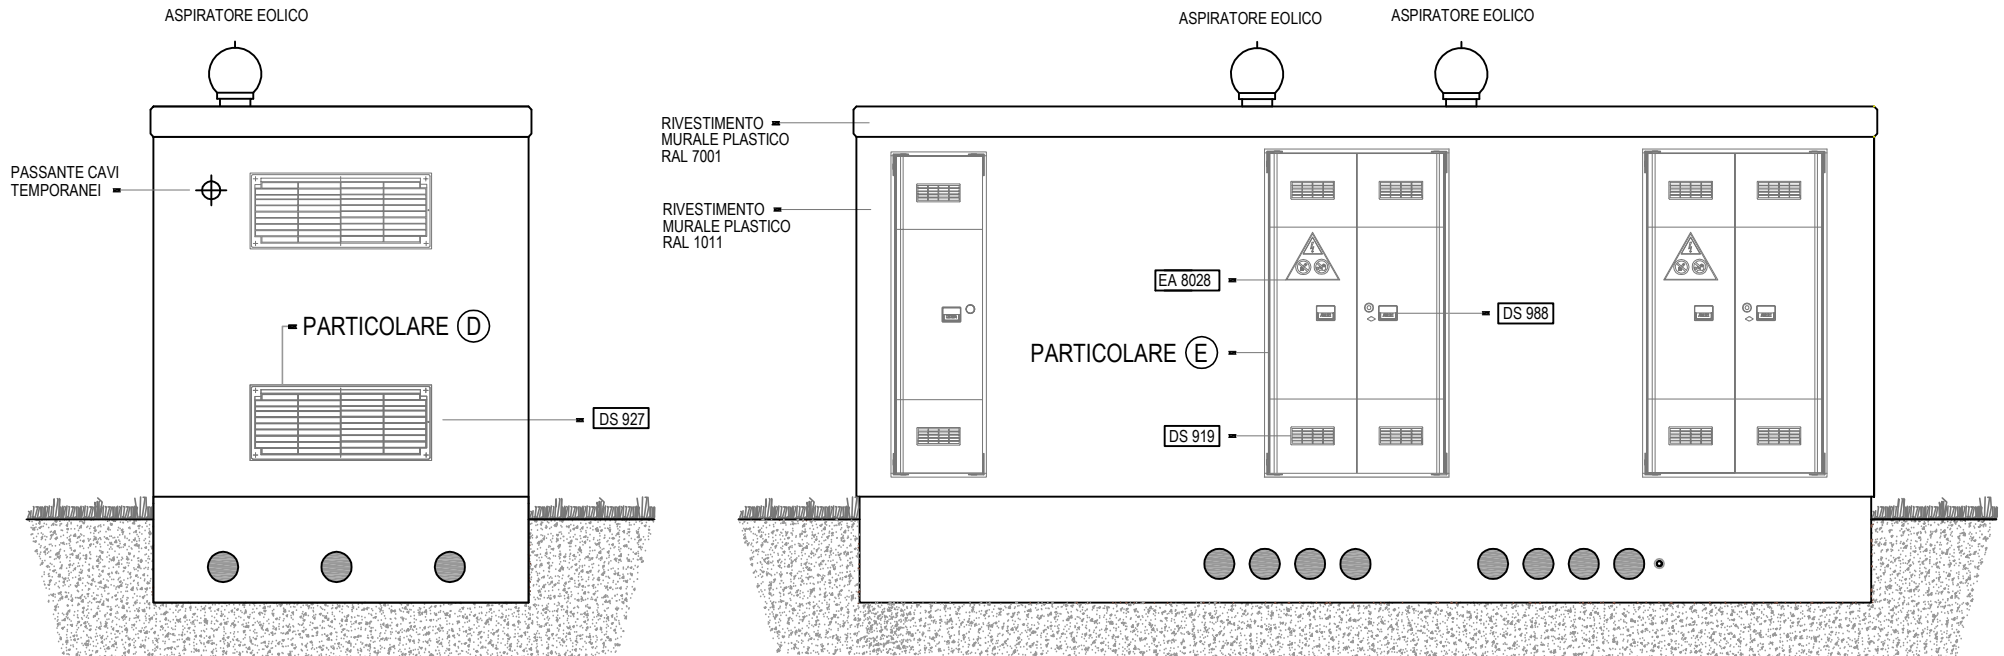 ASPIRATORE EOLICO
ASPIRATORE EOLICO
ASPIRATORE EOLICO
PASSANTE CAVI
TEMPORANEI
RIVESTIMENTO
MURALE PLASTICO
RAL 7001
RIVESTIMENTO
MURALE PLASTICO
RAL 1011
EA 8028
DS 988
PARTICOLARE D
PARTICOLARE E
DS 927
DS 919